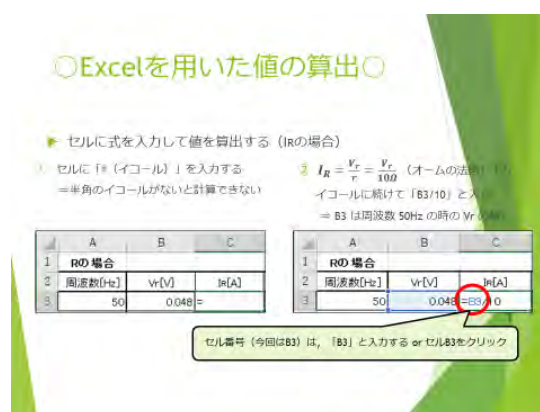 ○Excelを用いた値の算出○
セルに式を入力して値を算出する（IRの場合）
1. セルに「=（イコール）」を入力する
＝半角のイコールがないと計算できない
2. IR = Vr/r = Vr/10Ω （オームの法則）
イコールに続けて「B3/10」と
＝ B3 は周波数 50Hz の時の Vr
A B C
1 Rの場合
2 周波数[Hz] Vr[V] IR[A]
3 50 0.048 =
A B C
1 Rの場合
2 周波数[Hz] Vr[V] IR[A]
3 50 0.048 =B3/10
セル番号（今回はB3）は，「B3」と入力する or セルB3をクリック